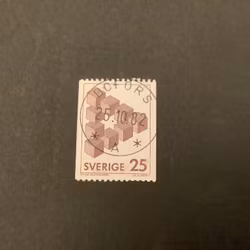 BOFORS
25.10.82
* A *
SVERIGE 25